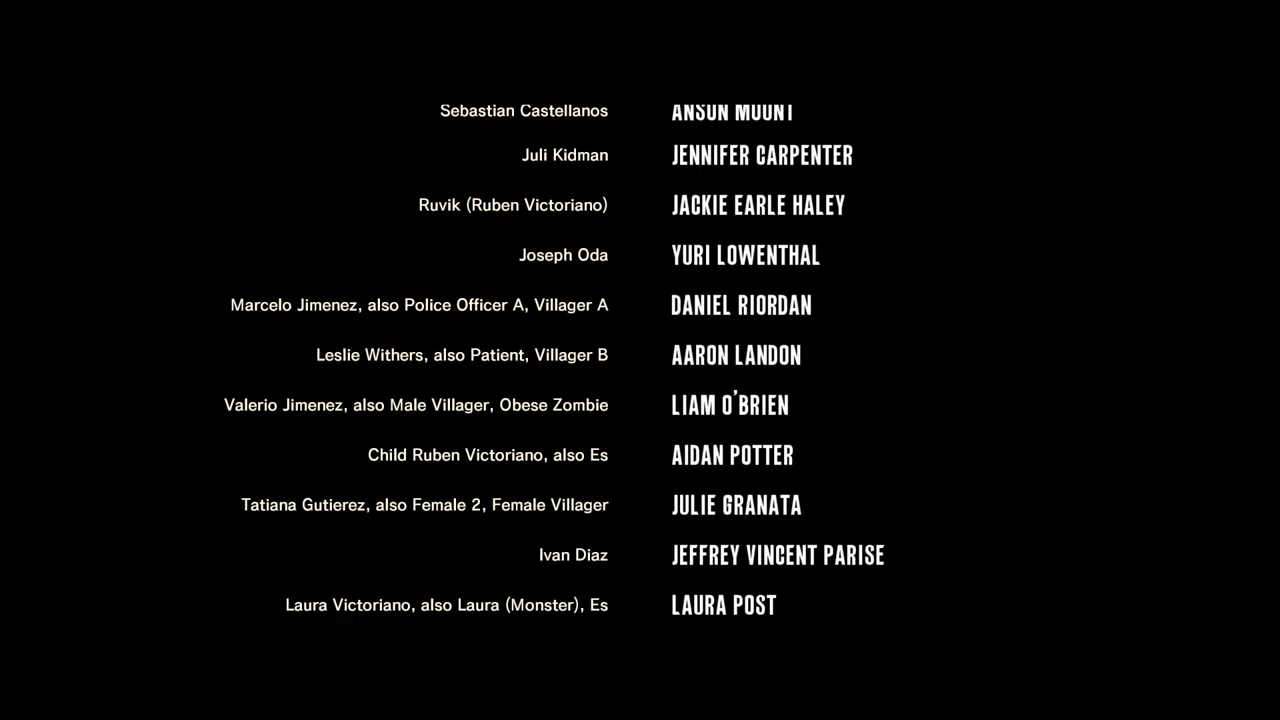 Sebastian Castellanos ANSON MOUNT
Juli Kidman JENNIFER CARPENTER
Ruvik (Ruben Victoriano) JACKIE EARLE HALEY
Joseph Oda YURI LOWENTHAL
Marcelo Jimenez, also Police Officer A, Villager A DANIEL RIORDAN
Leslie Withers, also Patient, Villager B AARON LANDON
Valerio Jimenez, also Male Villager, Obese Zombie LIAM O'BRIEN
Child Ruben Victoriano, also Es AIDAN POTTER
Tatiana Gutierez, also Female 2, Female Villager JULIE GRANATA
Ivan Diaz JEFFREY VINCENT PARISE
Laura Victoriano, also Laura (Monster), Es LAURA POST